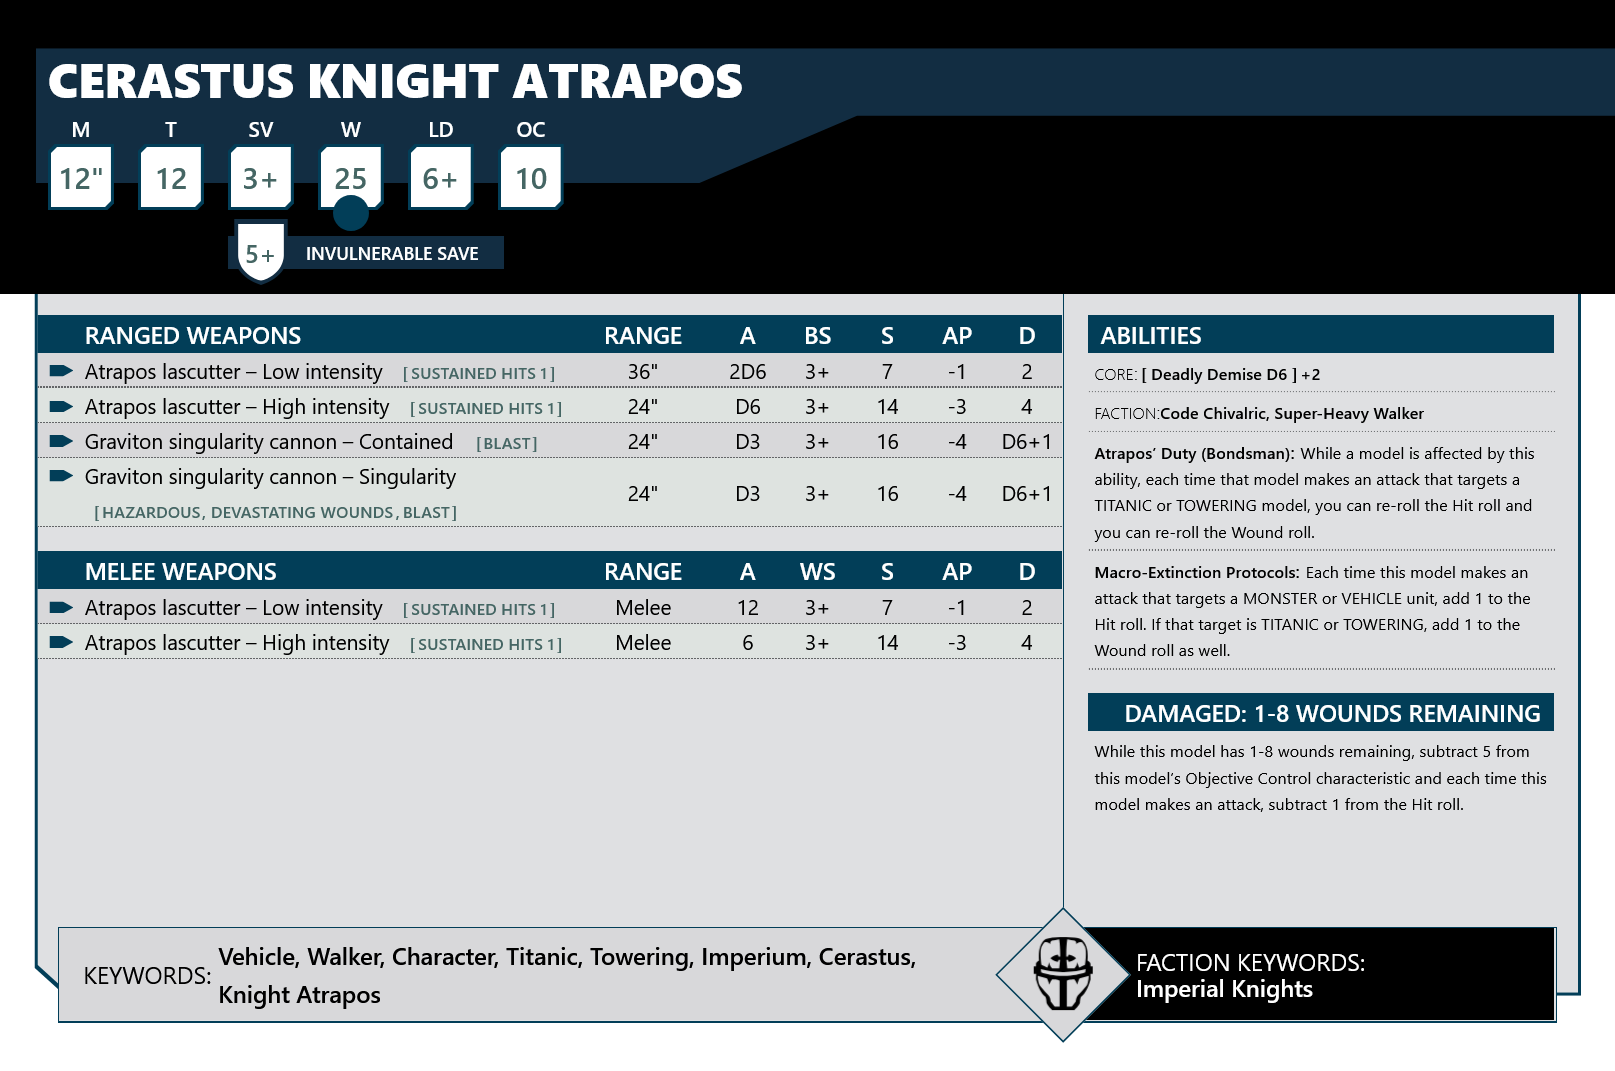 CERASTUS KNIGHT ATRAPOS
M T SV W LD OC
12" 12 3+ 25 6+ 10
5+ INVULNERABLE SAVE
RANGED WEAPONS RANGE A BS S AP D
Atrapos lascutter – Low intensity [SUSTAINED HITS 1] 36" 2D6 3+ 7 -1 2
Atrapos lascutter – High intensity [SUSTAINED HITS 1] 24" D6 3+ 14 -3 4
Graviton singularity cannon – Contained [BLAST] 24" D3 3+ 16 -4 D6+1
Graviton singularity cannon – Singularity
24" D3 3+ 16 -4 D6+1
[HAZARDOUS, DEVASTATING WOUNDS, BLAST]
MELEE WEAPONS RANGE A WS S AP D
Atrapos lascutter – Low intensity [SUSTAINED HITS 1] Melee 12 3+ 7 -1 2
Atrapos lascutter – High intensity [SUSTAINED HITS 1] Melee 6 3+ 14 -3 4
ABILITIES
CORE: [ Deadly Demise D6 ] +2
FACTION:Code Chivalric, Super-Heavy Walker
Atrapos’ Duty (Bondsman): While a model is affected by this
ability, each time that model makes an attack that targets a
TITANIC or TOWERING model, you can re-roll the Hit roll and
you can re-roll the Wound roll.
Macro-Extinction Protocols: Each time this model makes an
attack that targets a MONSTER or VEHICLE unit, add 1 to the
Hit roll. If that target is TITANIC or TOWERING, add 1 to the
Wound roll as well.
DAMAGED: 1-8 WOUNDS REMAINING
While this model has 1-8 wounds remaining, subtract 5 from
this model’s Objective Control characteristic and each time this
model makes an attack, subtract 1 from the Hit roll.
KEYWORDS: Vehicle, Walker, Character, Titanic, Towering, Imperium, Cerastus,
Knight Atrapos
FACTION KEYWORDS:
Imperial Knights